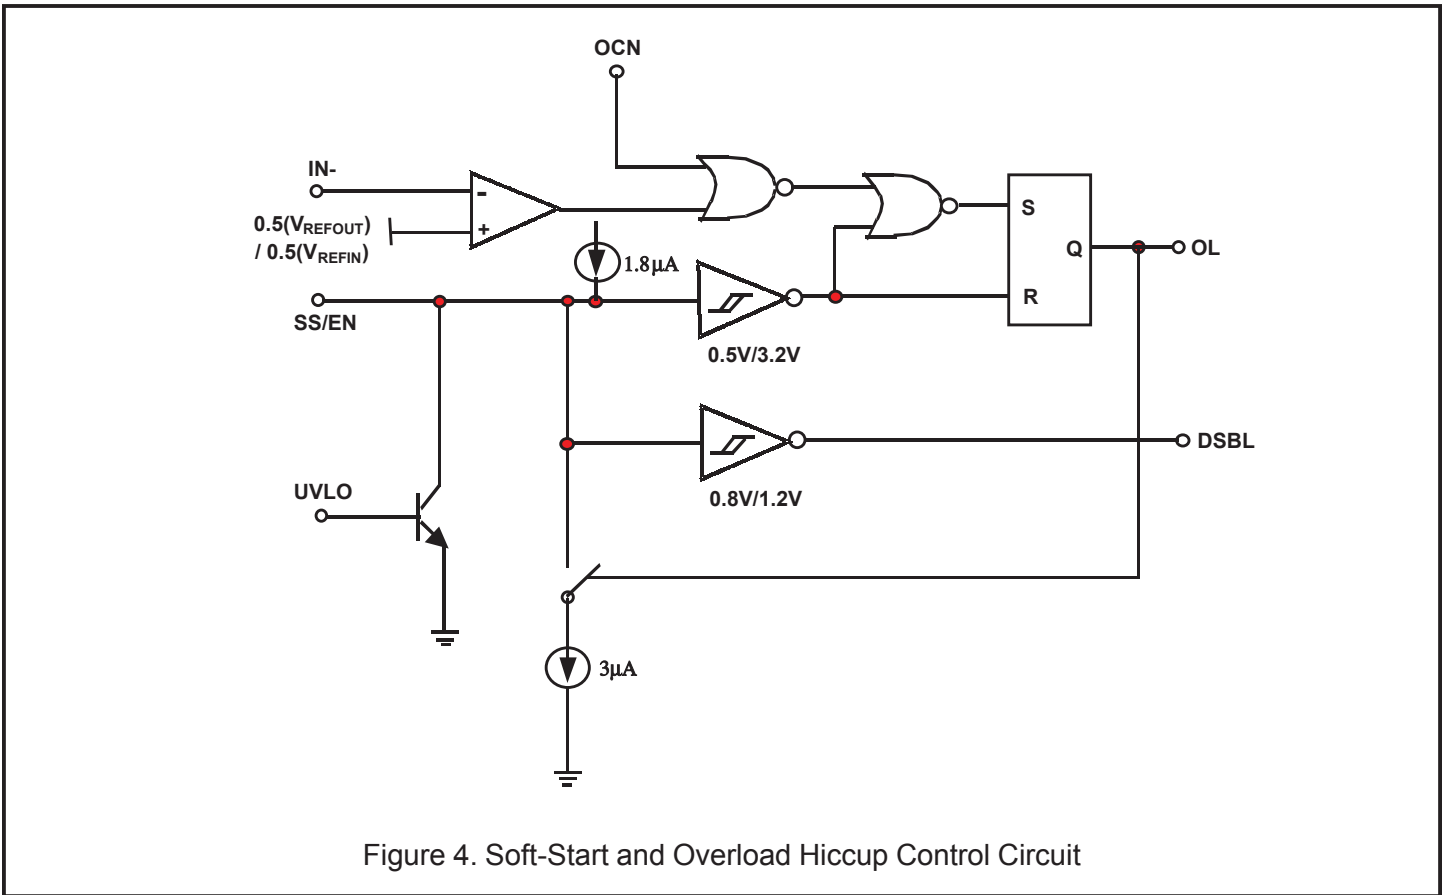 OCN
IN-
0.5(VREFOUT)
/ 0.5(VREFIN)
-
+
1.8µA
SS/EN
0.5V/3.2V
S
Q
R
OL
0.8V/1.2V
DSBL
UVLO
3µA
Figure 4. Soft-Start and Overload Hiccup Control Circuit